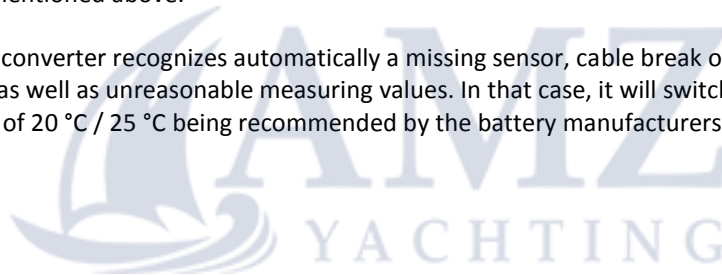 mentioned above.
converter recognizes automatically a missing sensor, cable break o
as well as unreasonable measuring values. In that case, it will switch
of 20 °C / 25 °C being recommended by the battery manufacturers
AMZ
YACHTING